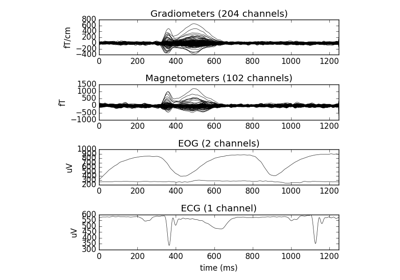 Gradiometers (204 channels)
800
600
400
200
0
−200
−400
fT/cm
0 200 400 600 800 1000 1200
Magnetometers (102 channels)
1500
1000
500
0
−500
−1000
fT
0 200 400 600 800 1000 1200
EOG (2 channels)
1000
900
800
700
600
500
400
300
200
uV
0 200 400 600 800 1000 1200
ECG (1 channel)
600
550
500
450
400
350
300
uV
0 200 400 600 800 1000 1200
time (ms)